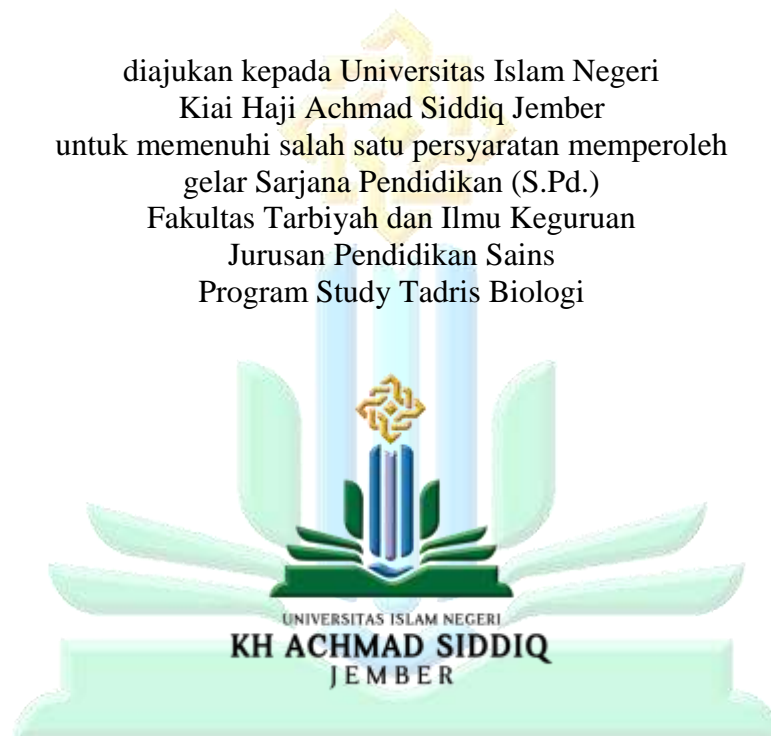 diajukan kepada Universitas Islam Negeri
Kiai Haji Achmad Siddiq Jember
untuk memenuhi salah satu persyaratan memperoleh
gelar Sarjana Pendidikan (S.Pd.)
Fakultas Tarbiyah dan Ilmu Keguruan
Jurusan Pendidikan Sains
Program Study Tadris Biologi
UNIVERSITAS ISLAM NEGERI
KH ACHMAD SIDDIQ
JEMBER